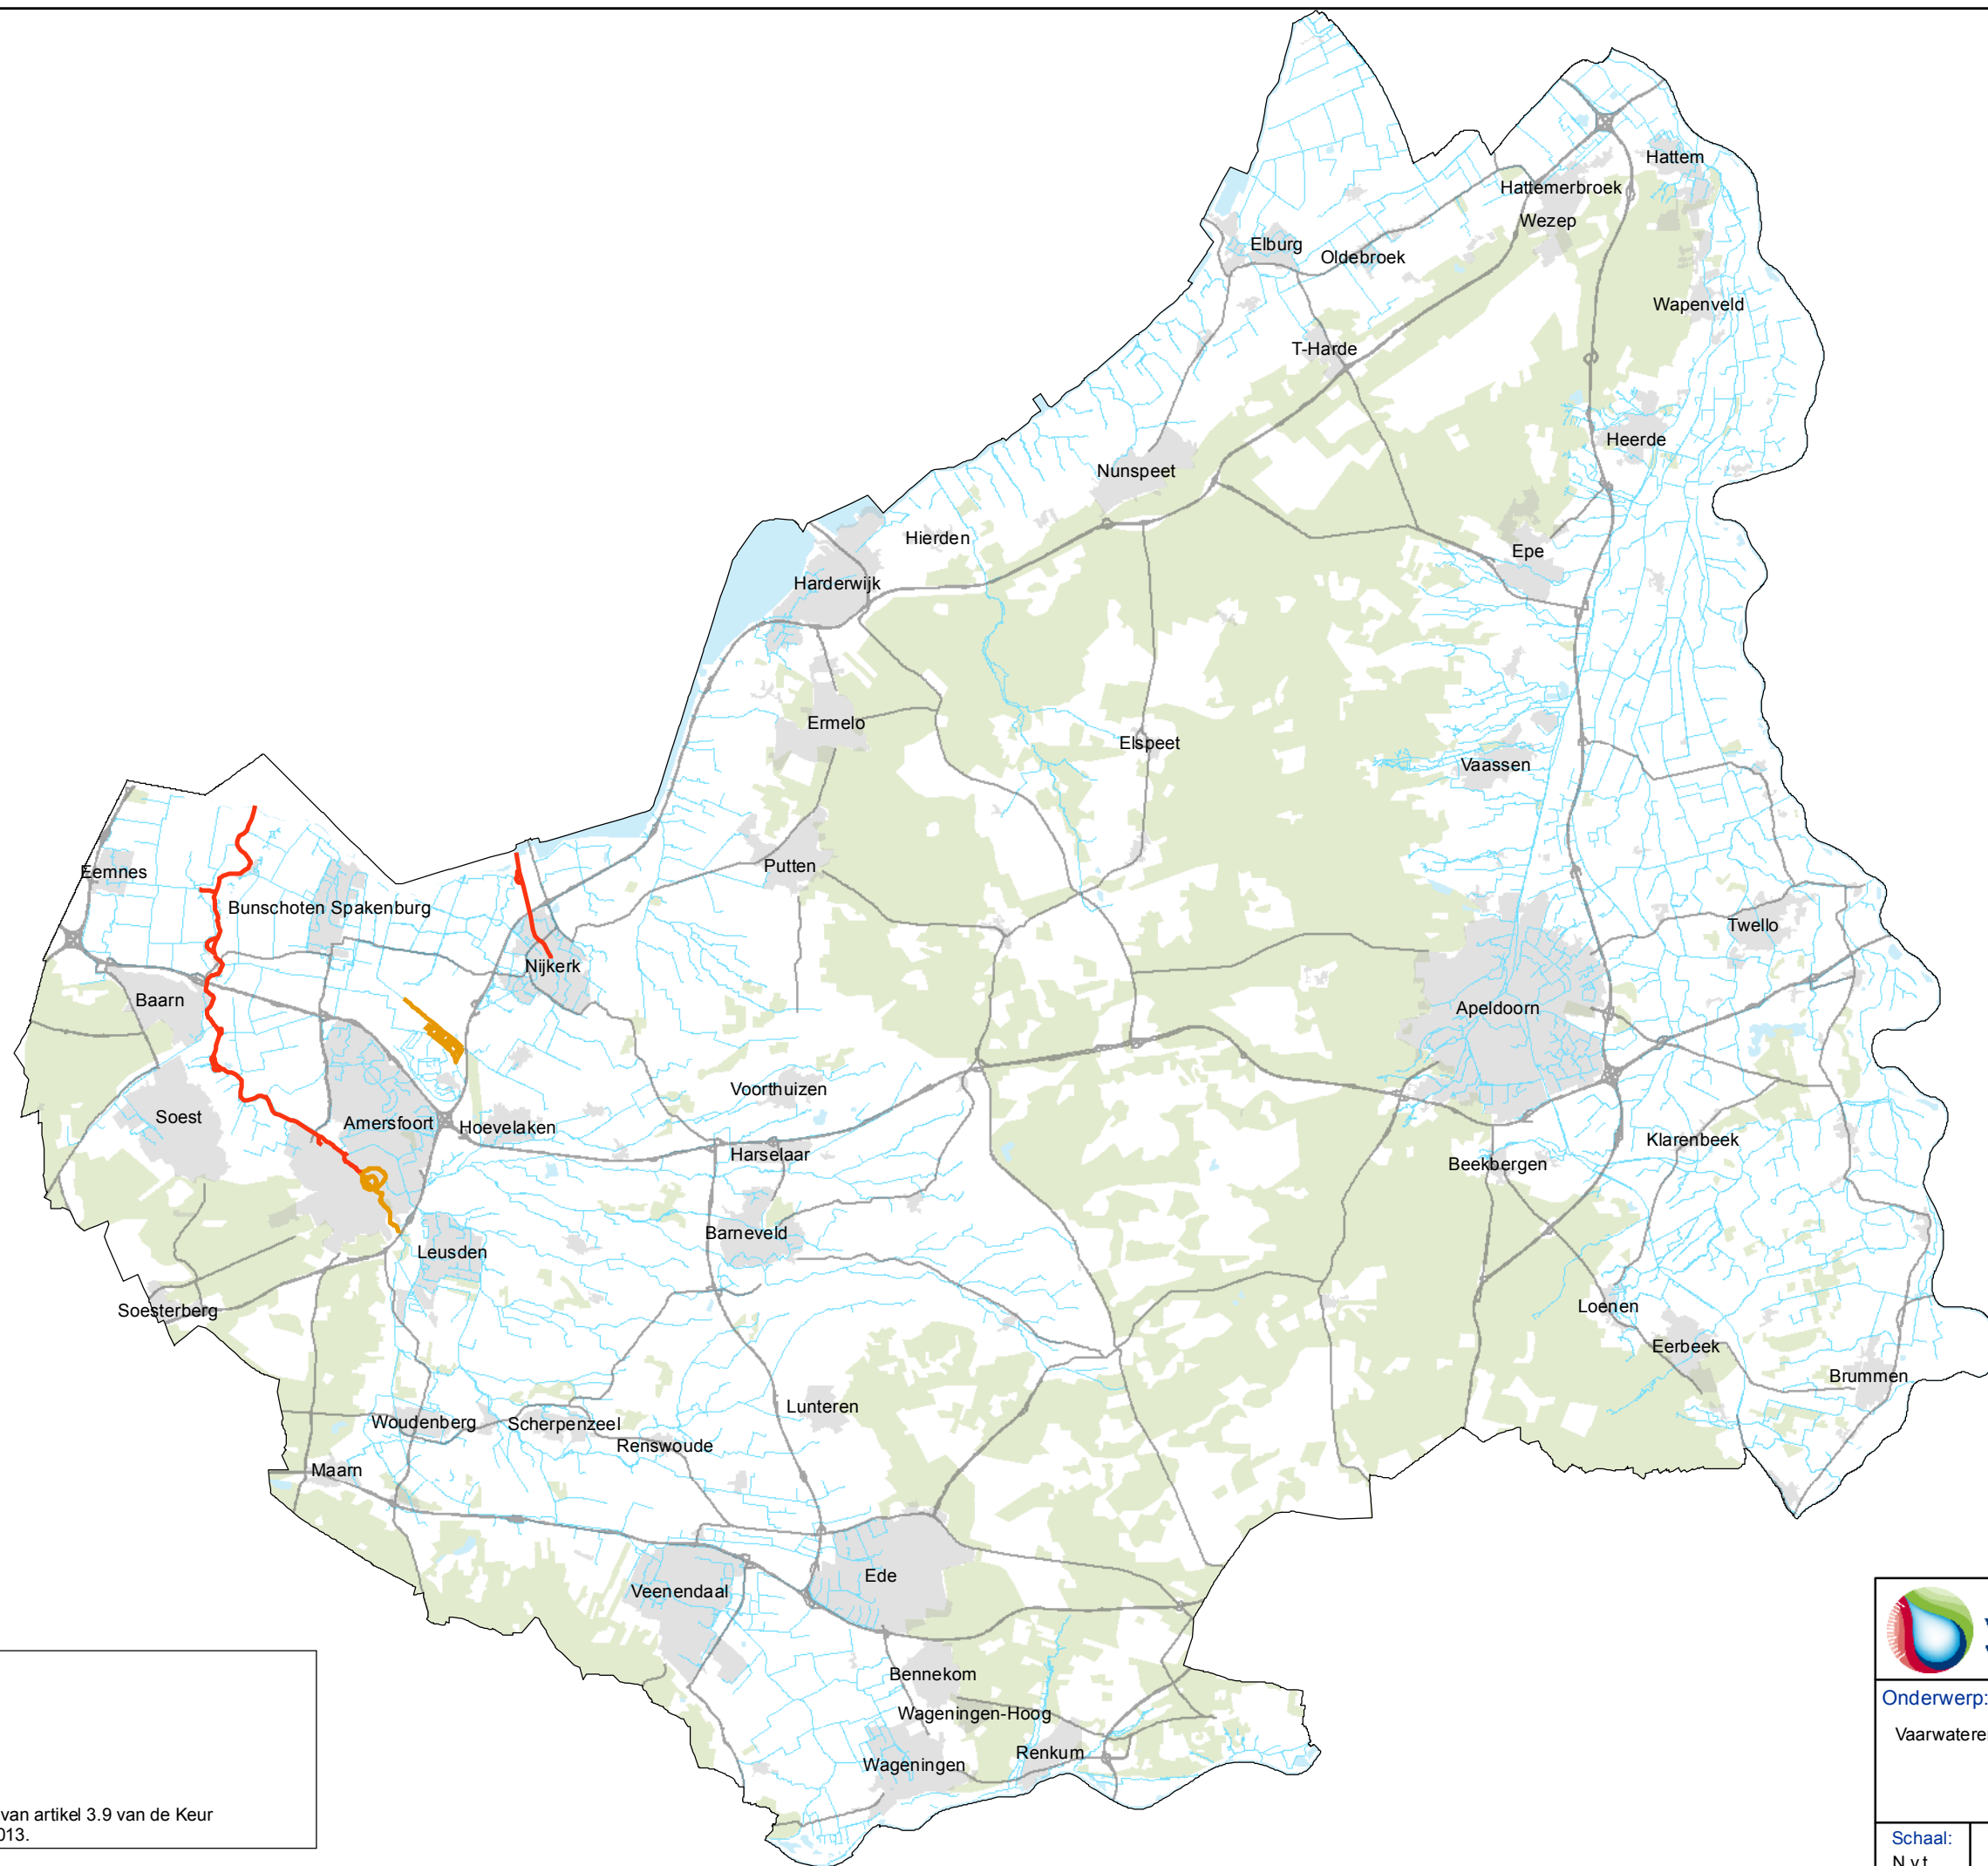 Hattem
Hattemerbroek
Wezep
Elburg
Oldebroek
Wapenveld
T-Harde
Heerde
Nunspeet
Hierden
Epe
Harderwijk
Ermelo
Elspeet
Vaassen
Putten
Eemnes
Bunschoten Spakenburg
Twello
Nijkerk
Baarn
Apeldoorn
Voorthuizen
Soest
Amersfoort
Hoevelaken
Klarenbeek
Harselaar
Beekbergen
Barneveld
Leusden
Loenen
Soesterberg
Eerbeek
Brummen
Lunteren
Woudenberg
Scherpenzeel
Renswoude
Maarn
Ede
Veenendaal
Bennekom
Wageningen-Hoog
Renkum
Wageningen
van artikel 3.9 van de Keur
013.
Onderwerp:
Vaarwateren
Schaal:
N.v.t.